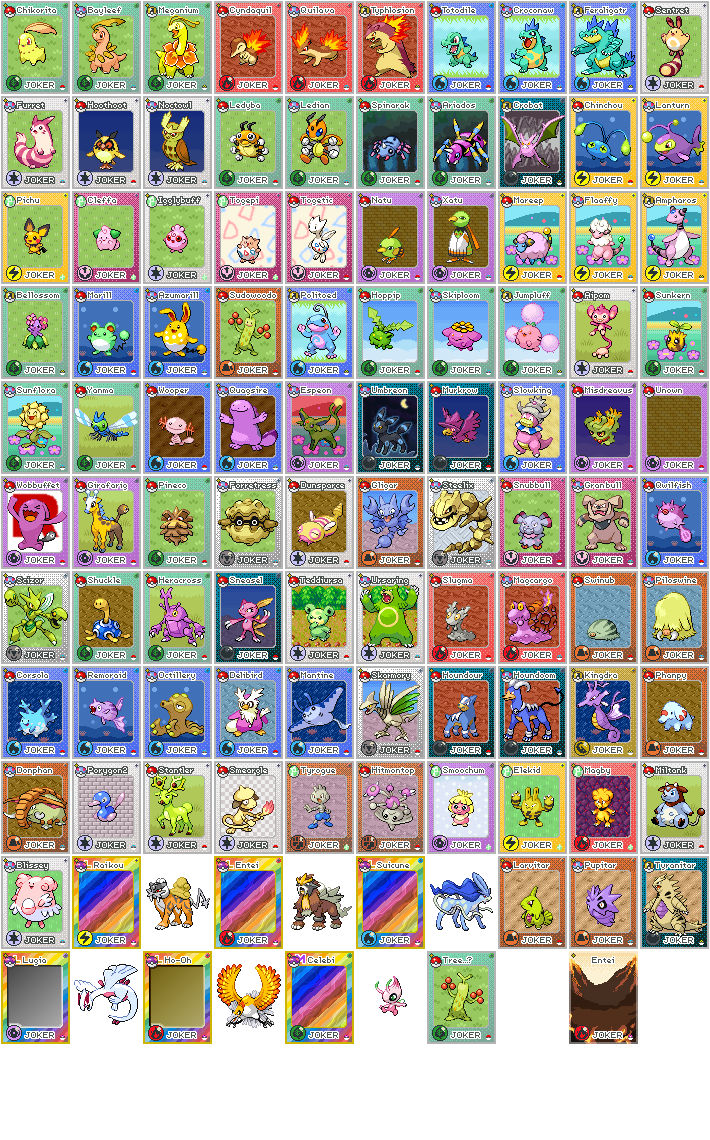 Chikorita Bayleef Meganium Cyndaquil Quilava Typhlosion Totodile Croconaw Feraligatr Sentret
JOKER JOKER JOKER JOKER JOKER JOKER JOKER JOKER JOKER JOKER
Furret Hoothoot Noctowl Ledyba Ledian Spinarak Ariados Crobat Chinchou Lanturn
JOKER JOKER JOKER JOKER JOKER JOKER JOKER JOKER JOKER JOKER
Pichu Cleffa Igglybuff Togepi Togetic Natu Xatu Mareep Flaaffy Ampharos
JOKER JOKER JOKER JOKER JOKER JOKER JOKER JOKER JOKER JOKER
Bellossom Marill Azumarill Sudowoodo Politoed Hoppip Skiploom Jumpluff Aipom Sunkern
JOKER JOKER JOKER JOKER JOKER JOKER JOKER JOKER JOKER JOKER
Sunflora Yanma Wooper Quagsire Espeon Umbreon Murkrow Slowking Misdreavus Unown
JOKER JOKER JOKER JOKER JOKER JOKER JOKER JOKER JOKER JOKER
Wobbuffet Girafarig Pineco Forretress Dunsparce Gligar Steelix Snubbull Granbull Qwilfish
JOKER JOKER JOKER JOKER JOKER JOKER JOKER JOKER JOKER JOKER
Scizor Shuckle Heracross Sneasel Teddiursa Ursaring Slugma Magcargo Swinub Piloswine
JOKER JOKER JOKER JOKER JOKER JOKER JOKER JOKER JOKER JOKER
Corsola Remoraid Octillery Delibird Mantine Skarmory Houndour Houndoom Kingdra Phanpy
JOKER JOKER JOKER JOKER JOKER JOKER JOKER JOKER JOKER JOKER
Donphan Porygon2 Stantler Smeargle Tyrogue Hitmontop Smoochum Elekid Magby Miltank
JOKER JOKER JOKER JOKER JOKER JOKER JOKER JOKER JOKER JOKER
Blissey Raikou Entei Suicune Larvitar Pupitar Tyranitar
JOKER JOKER JOKER JOKER JOKER JOKER JOKER
Lugia Ho-Oh Celebi Tree..? Entei
JOKER JOKER JOKER JOKER JOKER